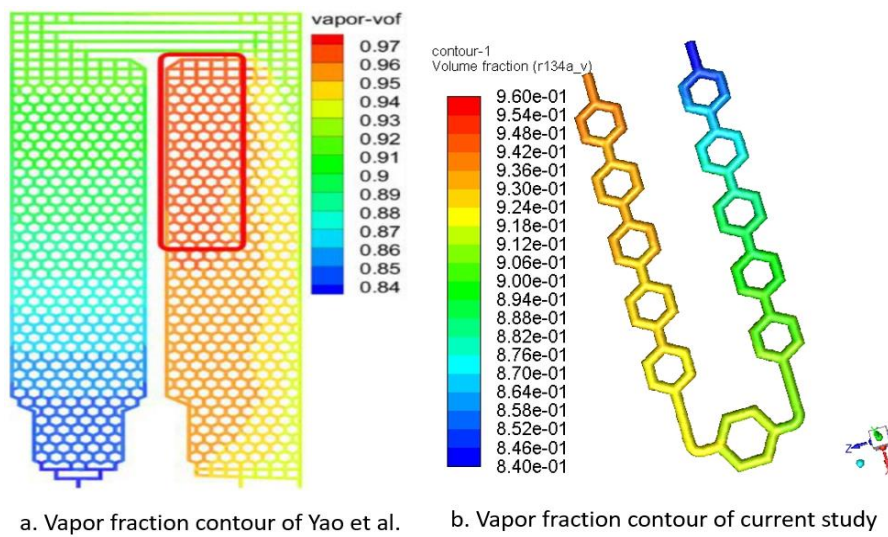 vapor-vof
0.97
0.96
0.95
0.94
0.93
0.92
0.91
0.9
0.89
0.88
0.87
0.86
0.85
0.84
contour-1
Volume fraction (r134a_v)
9.60e-01
9.54e-01
9.48e-01
9.42e-01
9.36e-01
9.30e-01
9.24e-01
9.18e-01
9.12e-01
9.06e-01
9.00e-01
8.94e-01
8.88e-01
8.82e-01
8.76e-01
8.70e-01
8.64e-01
8.58e-01
8.52e-01
8.46e-01
8.40e-01
Z
a. Vapor fraction contour of Yao et al.
b. Vapor fraction contour of current study